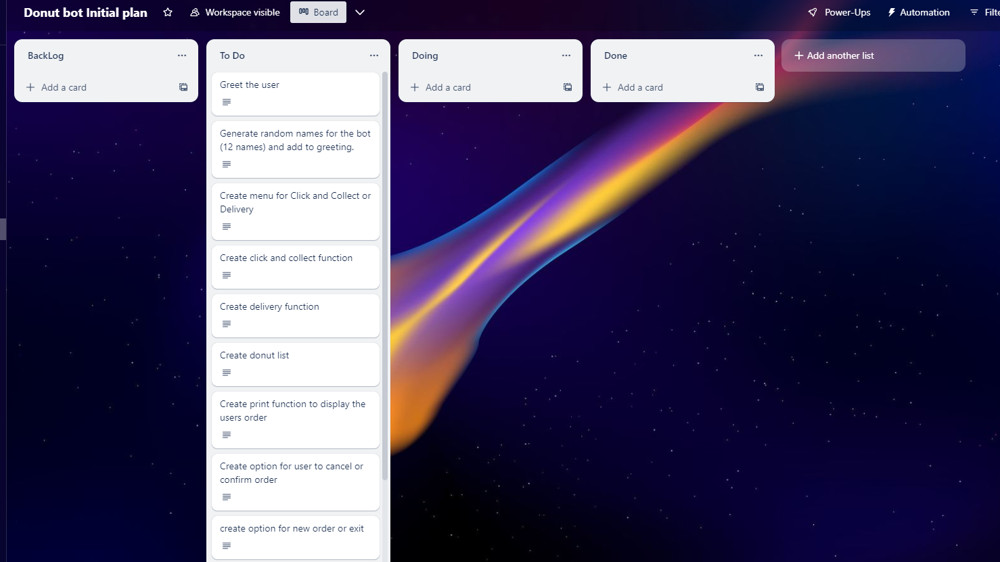 Donut bot Initial plan
Workspace visible
Board
Power-Ups
Automation
Filte
BackLog
Add a card
To Do
Greet the user
Generate random names for the bot
(12 names) and add to greeting.
Create menu for Click and Collect or
Delivery
Create click and collect function
Create delivery function
Create donut list
Create print function to display the
users order
Create option for user to cancel or
confirm order
create option for new order or exit
Doing
Add a card
Done
Add a card
Add another list